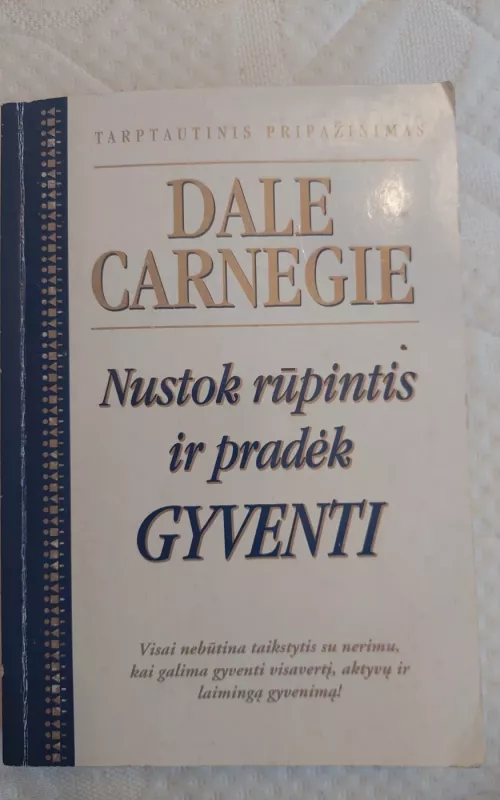 TARPTAUTINIS PRIPAŽINIMAS
DALE
CARNEGIE
Nustok rūpintis
ir pradėk
GYVENTI
Visai nebūtina taikstytis su nerimu,
kai galima gyventi visavertį, aktyvų ir
laimingą gyvenimą!